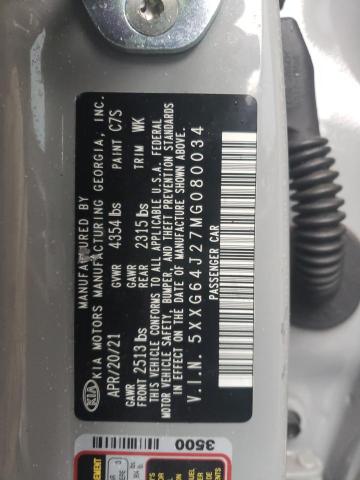 KIA
MANUFACTURED BY
KIA MOTORS MANUFACTURING GEORGIA, INC.
APR/20/21 GVWR 4354 lbs PAINT C7S
GAWR FRONT 2513 lbs GAWR REAR 2315 lbs TRIM WK
THIS VEHICLE CONFORMS TO ALL APPLICABLE U.S.A. FEDERAL
MOTOR VEHICLE SAFETY, BUMPER, AND THEFT PREVENTION STANDARDS
IN EFFECT ON THE DATE OF MANUFACTURE SHOWN ABOVE.
V.I.N. 5XXG64J27MG080034
PASSENGER CAR
3500